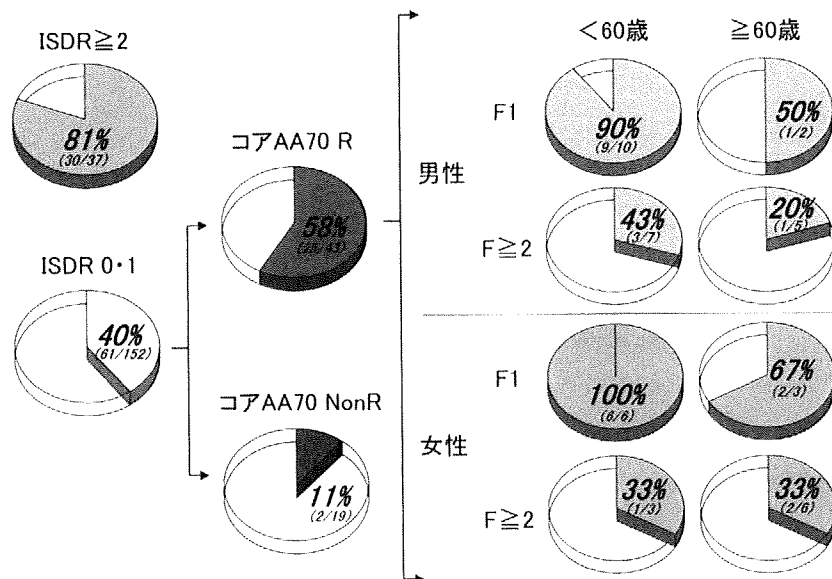 ISDR≧2
81%
(30/37)
ISDR 0・1
40%
(61/152)
コアAA70 R
58%
コアAA70 NonR
11%
(2/19)
<60歳
≧60歳
男性
F1
90%
(9/10)
50%
(1/2)
F≧2
43%
(3/7)
20%
(1/5)
女性
F1
100%
(6/6)
67%
(2/3)
F≧2
33%
(1/3)
33%
(2/6)